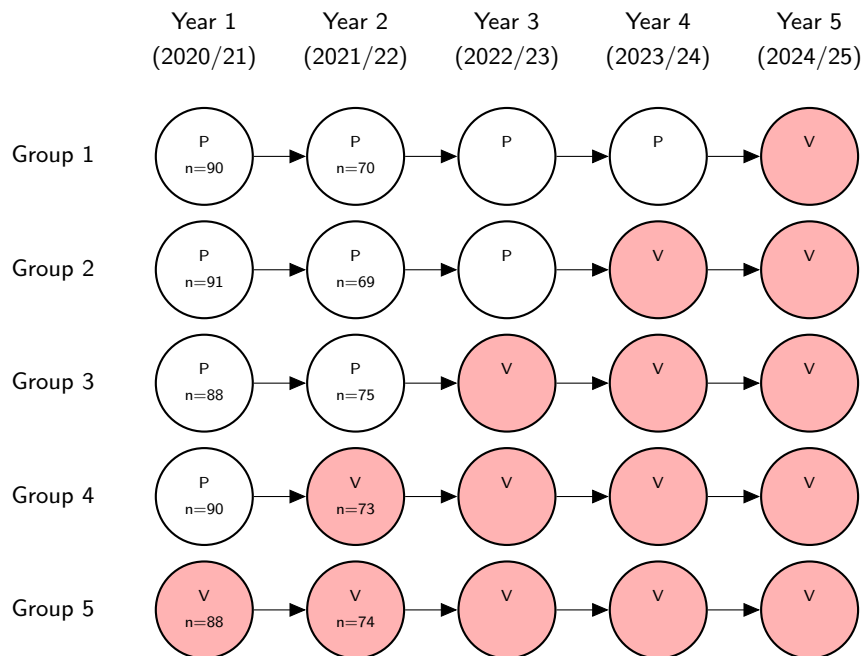 Year 1 Year 2 Year 3 Year 4 Year 5
(2020/21) (2021/22) (2022/23) (2023/24) (2024/25)
Group 1 P P P P V
n=90 n=70
Group 2 P P P V V
n=91 n=69
Group 3 P P V V V
n=88 n=75
Group 4 P V V V V
n=90 n=73
Group 5 V V V V V
n=88 n=74